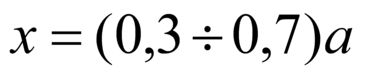 x = (0,3 ÷ 0,7)a